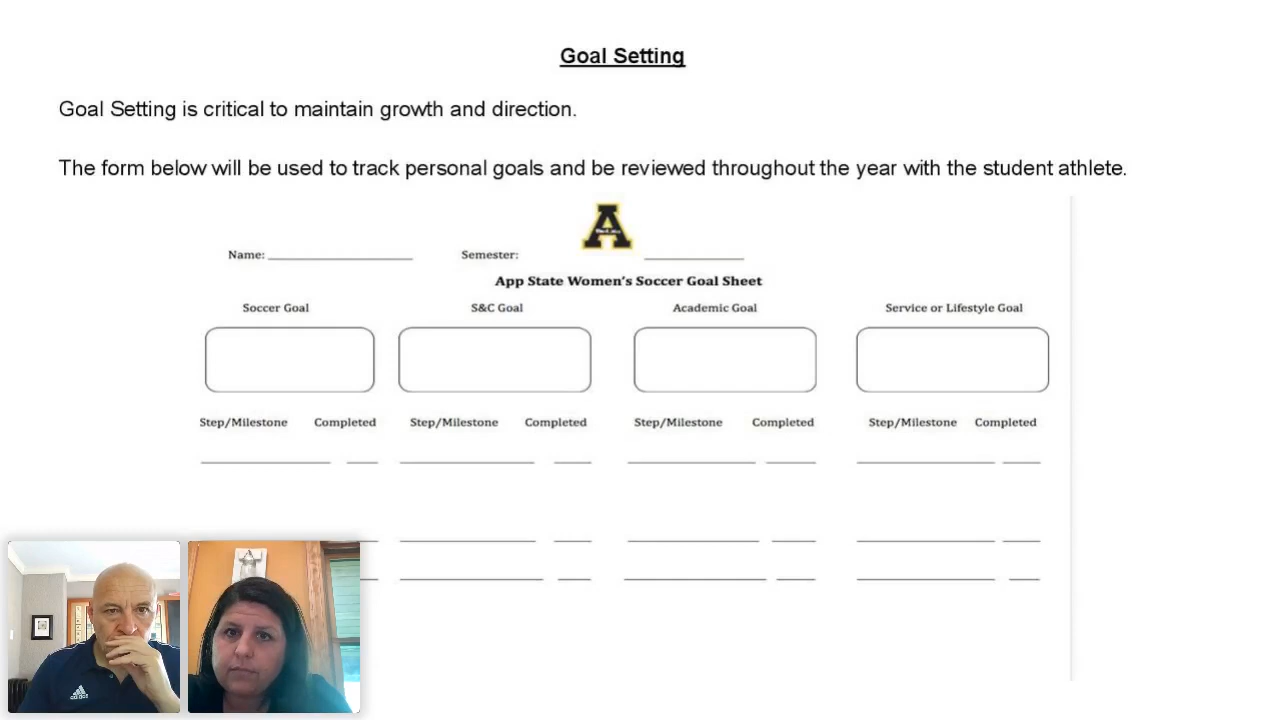 Goal Setting
Goal Setting is critical to maintain growth and direction.
The form below will be used to track personal goals and be reviewed throughout the year with the student athlete.
A
Name: Semester:
App State Women's Soccer Goal Sheet
Soccer Goal S&C Goal Academic Goal Service or Lifestyle Goal
Step/Milestone Completed Step/Milestone Completed Step/Milestone Completed Step/Milestone Completed
adidas